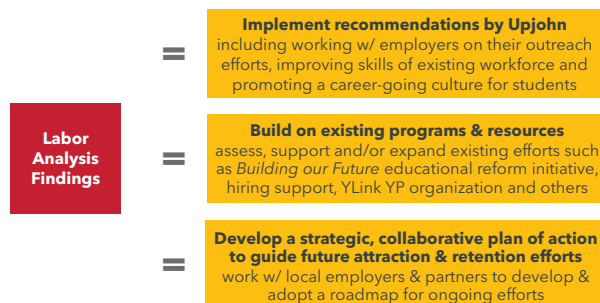 Implement recommendations by Upjohn
including working w/ employers on their outreach
efforts, improving skills of existing workforce and
promoting a career-going culture for students
Labor
Analysis
Findings
Build on existing programs & resources
assess, support and/or expand existing efforts such
as Building our Future educational reform initiative,
hiring support, YLink YP organization and others
Develop a strategic, collaborative plan of action
to guide future attraction & retention efforts
work w/ local employers & partners to develop &
adopt a roadmap for ongoing efforts